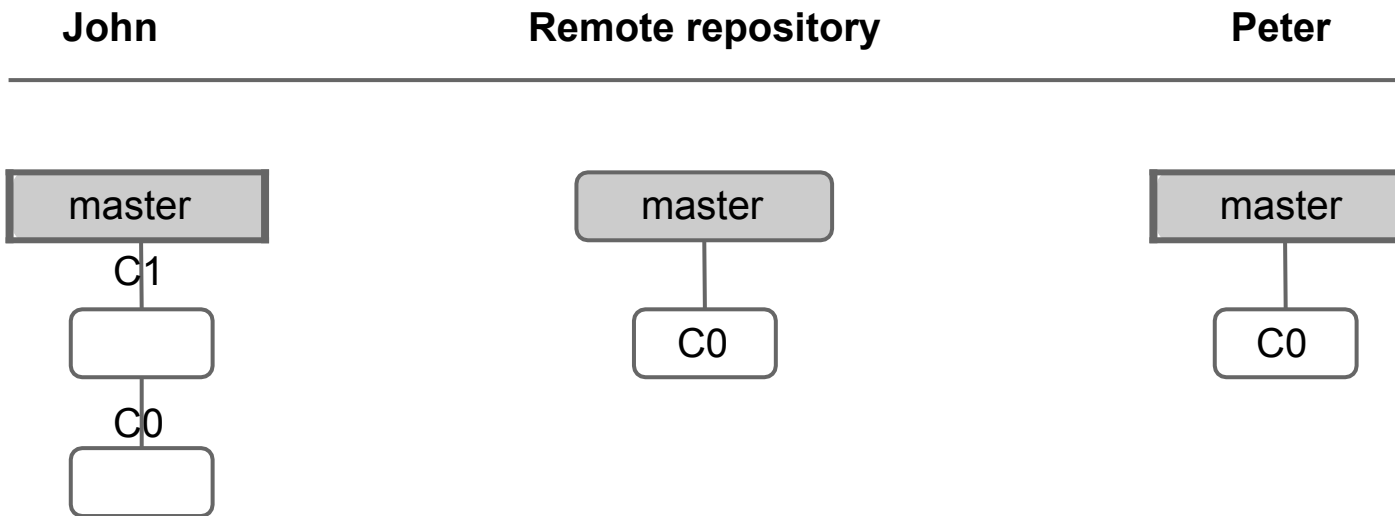 John Remote repository Peter
master master master
C1
C0 C0
C0